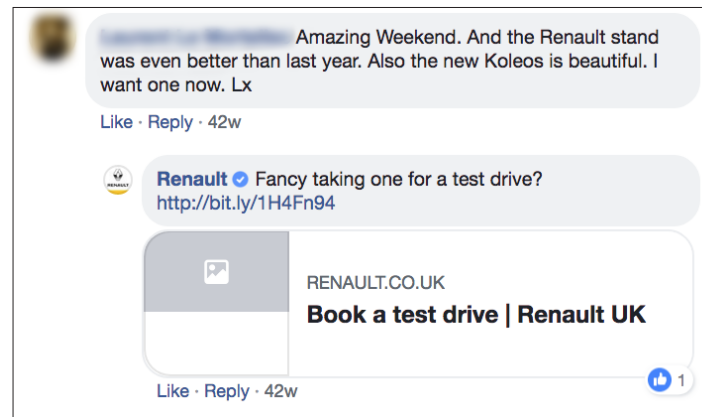 Amazing Weekend. And the Renault stand
was even better than last year. Also the new Koleos is beautiful. I
want one now. Lx
Like · Reply · 42w
RENAULT
Renault Fancy taking one for a test drive?
http://bit.ly/1H4Fn94
RENAULT.CO.UK
Book a test drive | Renault UK
1
Like · Reply · 42w